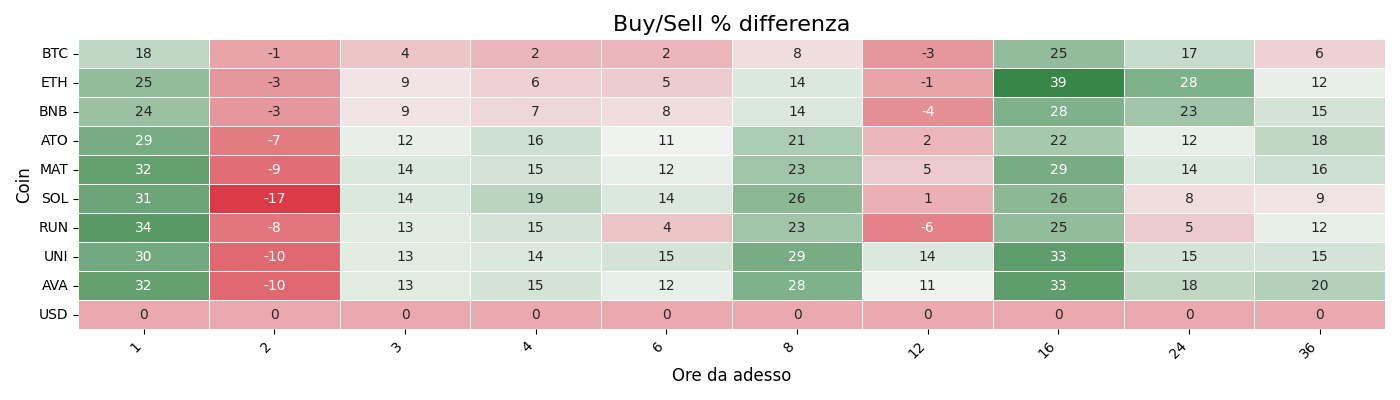 Buy/Sell % differenza
Coin
BTC 18 -1 4 2 2 8 -3 25 17 6
ETH 25 -3 9 6 5 14 -1 39 28 12
BNB 24 -3 9 7 8 14 -4 28 23 15
ATO 29 -7 12 16 11 21 2 22 12 18
MAT 32 -9 14 15 12 23 5 29 14 16
SOL 31 -17 14 19 14 26 1 26 8 9
RUN 34 -8 13 15 4 23 -6 25 5 12
UNI 30 -10 13 14 15 29 14 33 15 15
AVA 32 -10 13 15 12 28 11 33 18 20
USD 0 0 0 0 0 0 0 0 0 0
1 2 3 4 6 8 12 16 24 36
Ore da adesso